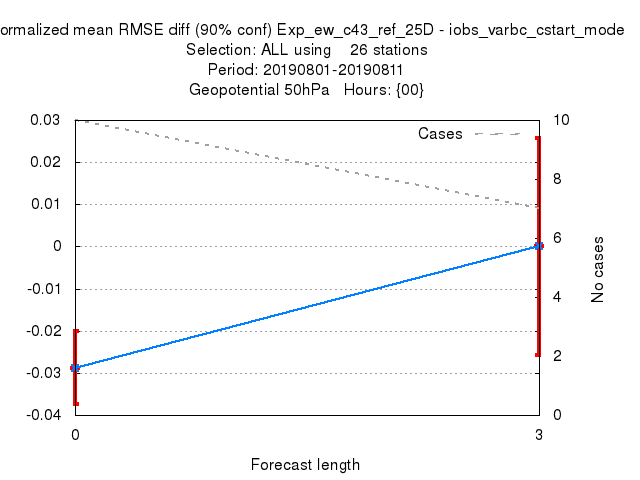 ormalized mean RMSE diff (90% conf) Exp_ew_c43_ref_25D - iobs_varbc_cstart_mode
Selection: ALL using 26 stations
Period: 20190801-20190811
Geopotential 50hPa Hours: {00}
0.03
0.02
0.01
0
-0.01
-0.02
-0.03
-0.04
Cases
10
8
6
4
2
0
No cases
0
3
Forecast length